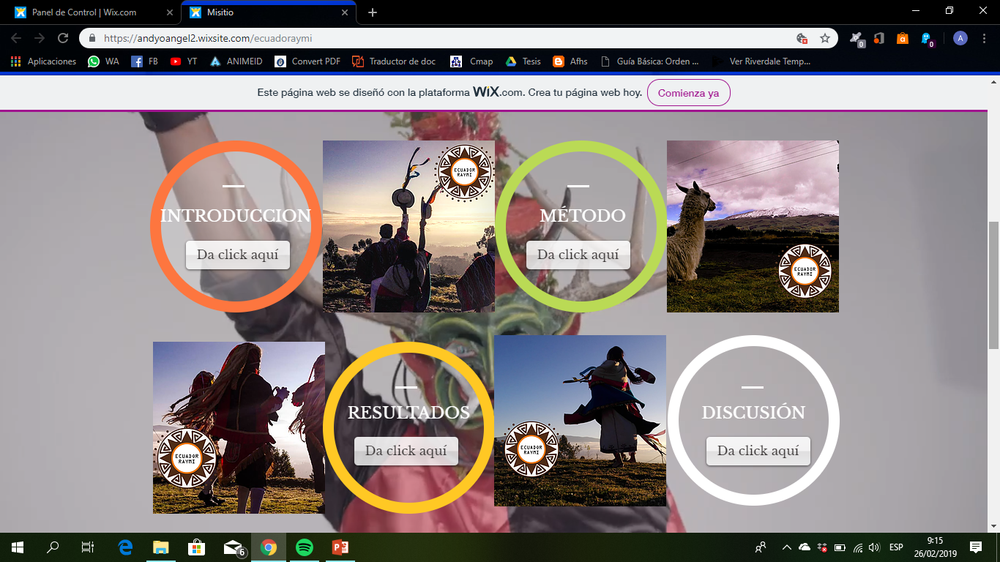 Panel de Control | Wix.com
Misitio
https://andyoangel2.wixsite.com/ecuadoraymi
A
0
0
Aplicaciones
WA
FB
YT
ANIMEID
Convert PDF
Traductor de doc
Cmap
Tesis
Afhs
Guía Básica: Orden ...
Ver Riverdale Temp...
Este página web se diseñó con la plataforma WiX.com. Crea tu página web hoy.
Comienza ya
INTRODUCCION
Da click aquí
ECUADOR
RAYMI
MÉTODO
Da click aquí
ECUADOR
RAYMI
ECUADOR
RAYMI
RESULTADOS
Da click aquí
ECUADOR
RAYMI
DISCUSIÓN
Da click aquí
6
ESP
9:15
26/02/2019